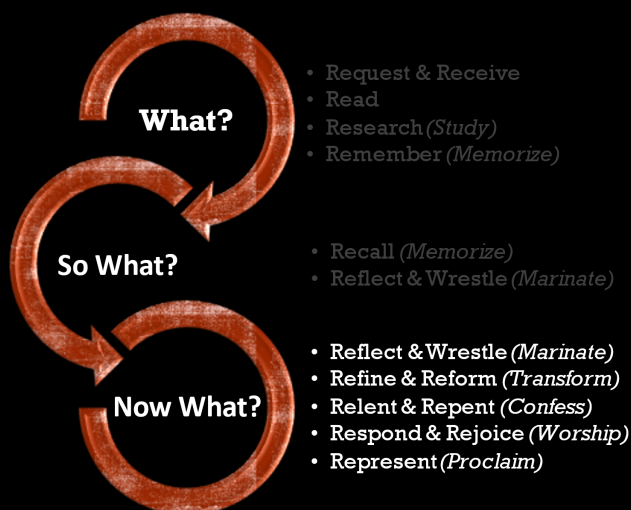 What?
• Request & Receive
• Read
• Research (Study)
• Remember (Memorize)
So What?
• Recall (Memorize)
• Reflect & Wrestle (Marinate)
Now What?
• Reflect & Wrestle (Marinate)
• Refine & Reform (Transform)
• Relent & Repent (Confess)
• Respond & Rejoice (Worship)
• Represent (Proclaim)